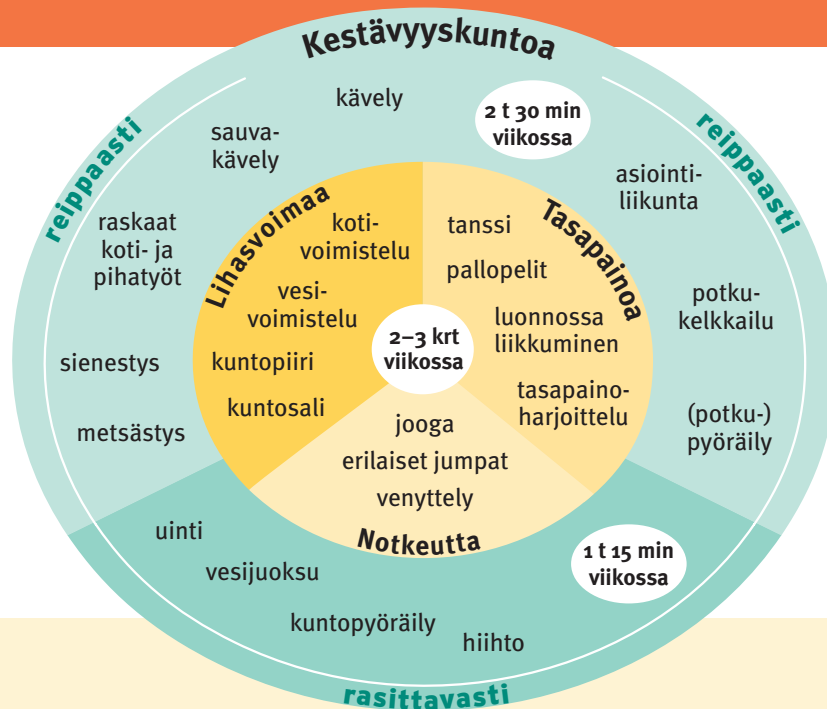 Kestävyyskuntoa
reippaasti
reippaasti
kävely
2 t 30 min
viikossa
sauva-
kävely
asiointi-
liikunta
raskaat
koti- ja
pihatyöt
potku-
kelkkailu
sienestys
(potku-)
pyöräily
metsästys
Lihasvoimaa
koti-
voimistelu
vesi-
voimistelu
kuntopiiri
kuntosali
Tasapainoa
tanssi
pallopelit
luonnossa
liikkuminen
tasapaino-
harjoittelu
2–3 krt
viikossa
jooga
erilaiset jumpat
venyttely
Notkeutta
uinti
vesijuoksu
kuntopyöräily
hiihto
1 t 15 min
viikossa
rasittavasti